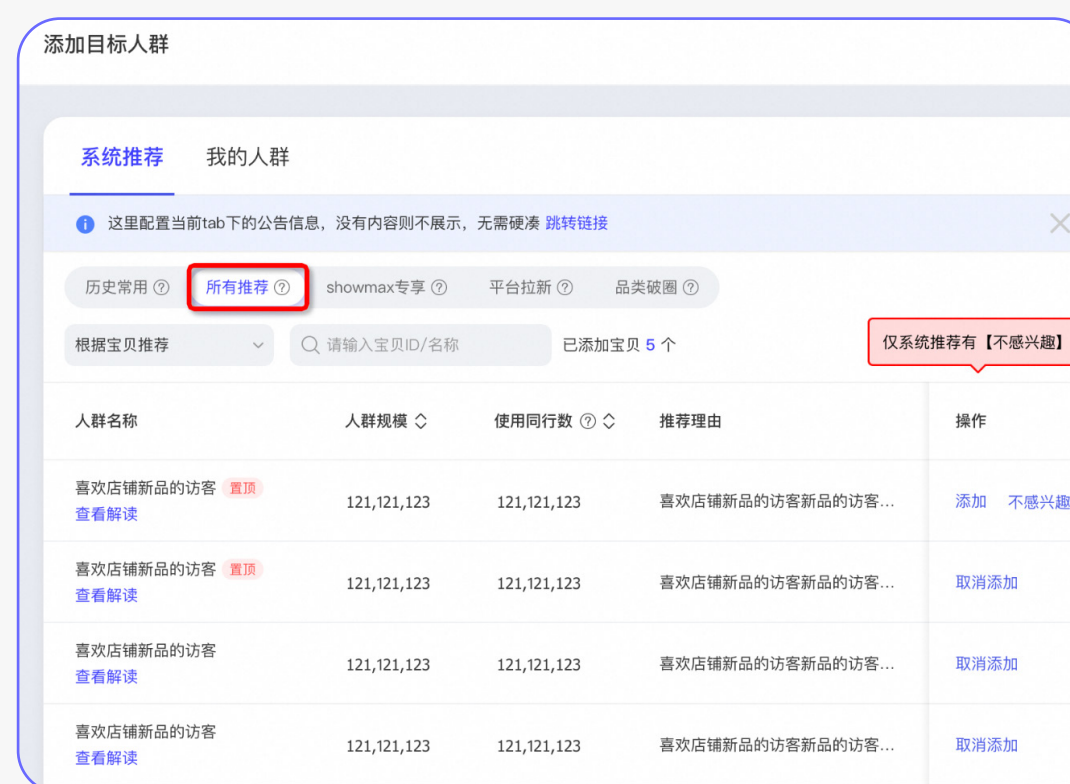 添加目标人群
系统推荐 我的人群
这里配置当前tab下的公告信息，没有内容则不展示，无需硬凑 跳转链接
历史常用 所有推荐 showmax专享 平台拉新 品类破圈
根据宝贝推荐 请输入宝贝ID/名称 已添加宝贝 5 个 仅系统推荐有【不感兴趣】
人群名称 人群规模 使用同行数 推荐理由 操作
喜欢店铺新品的访客 置顶
查看解读
121,121,123 121,121,123 喜欢店铺新品的访客新品的访客... 添加 不感兴趣
喜欢店铺新品的访客 置顶
查看解读
121,121,123 121,121,123 喜欢店铺新品的访客新品的访客... 取消添加
喜欢店铺新品的访客
查看解读
121,121,123 121,121,123 喜欢店铺新品的访客新品的访客... 取消添加
喜欢店铺新品的访客
查看解读
121,121,123 121,121,123 喜欢店铺新品的访客新品的访客... 取消添加